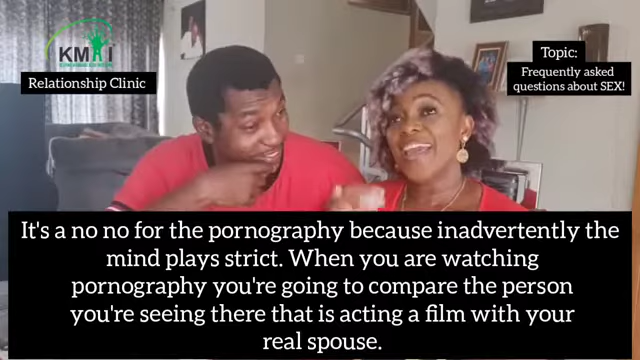 KMI
Relationship Clinic
Topic:
Frequently asked
questions about SEX!
It's a no no for the pornography because inadvertently the
mind plays strict. When you are watching
pornography you're going to compare the person
you're seeing there that is acting a film with your
real spouse.